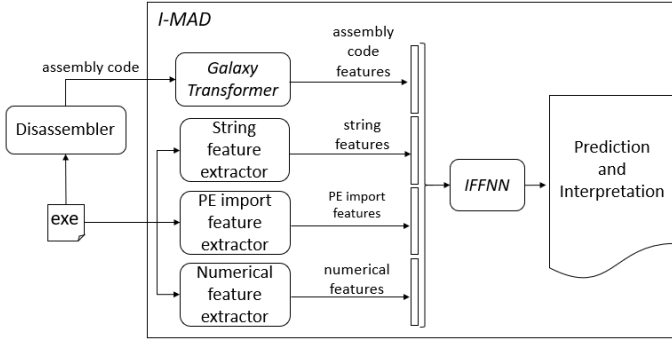 I-MAD
assembly code
Galaxy
Transformer
assembly
code
features
Disassembler
String
feature
extractor
string
features
exe
PE import
feature
extractor
PE import
features
Numerical
feature
extractor
numerical
features
IFFNN
Prediction
and
Interpretation